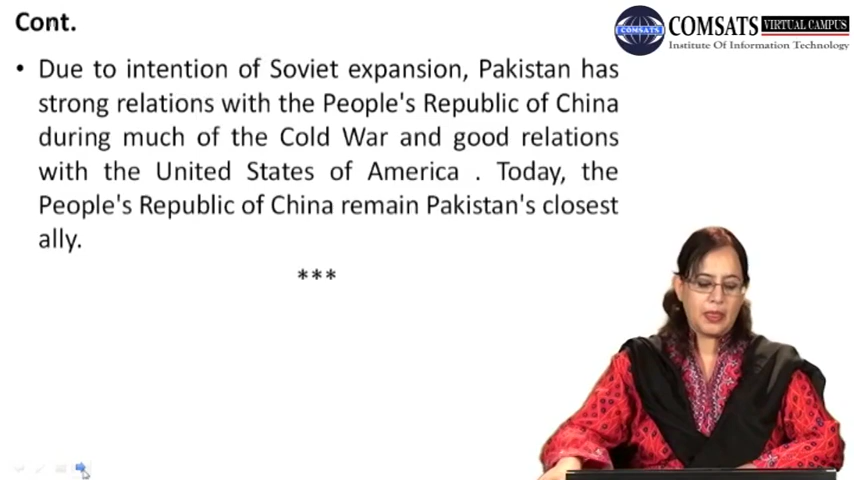 Cont.
COMSATS VIRTUAL CAMPUS
Institute Of Information Technology
• Due to intention of Soviet expansion, Pakistan has
strong relations with the People's Republic of China
during much of the Cold War and good relations
with the United States of America . Today, the
People's Republic of China remain Pakistan's closest
ally.
***